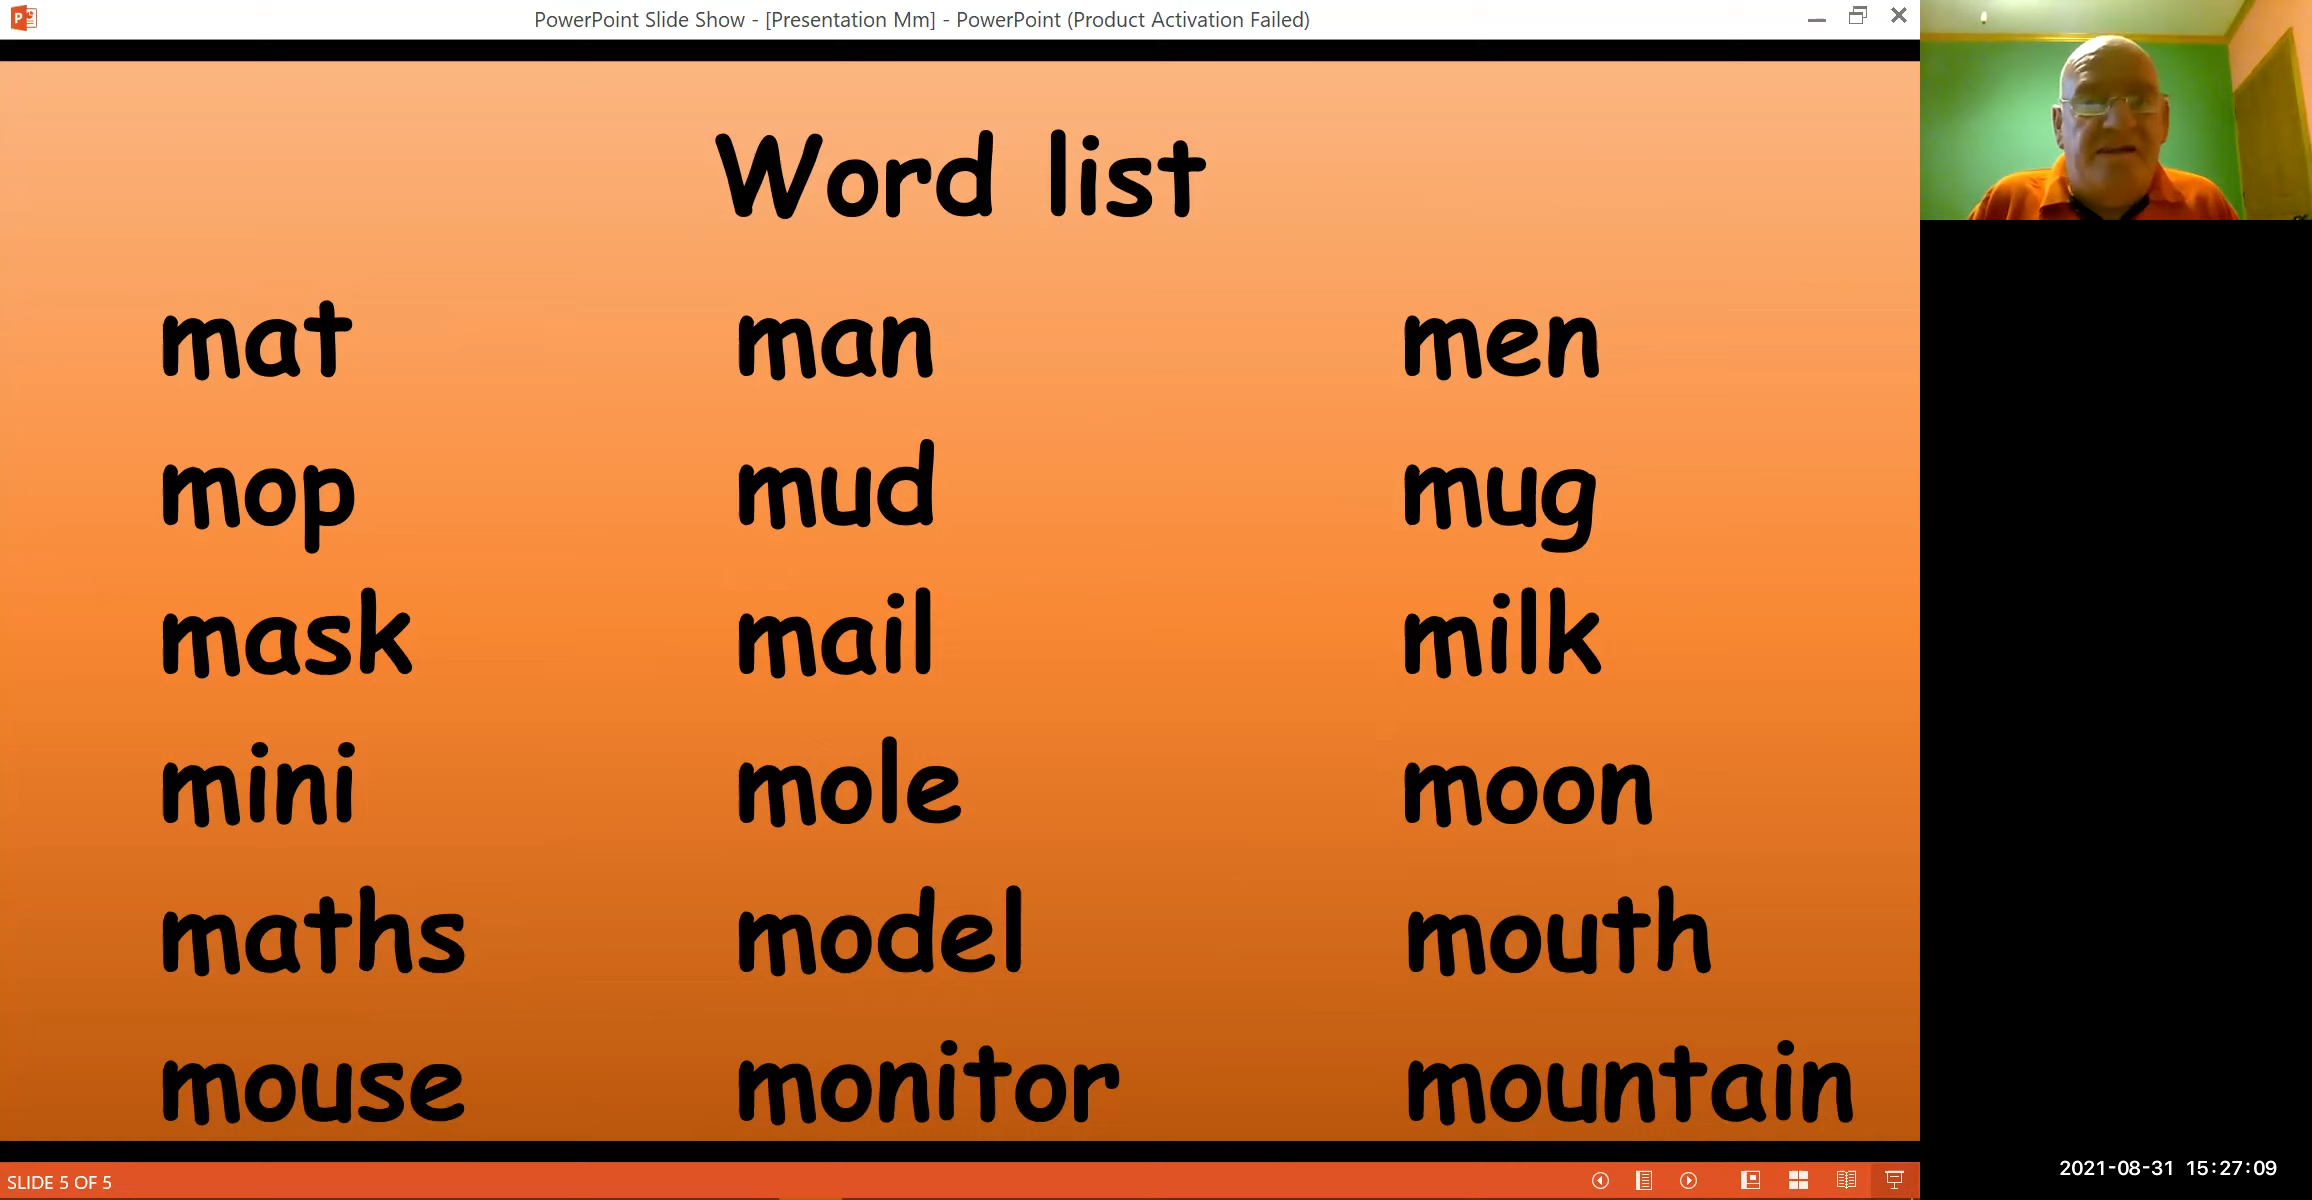 PowerPoint Slide Show - [Presentation Mm] - PowerPoint (Product Activation Failed)
Word list
mat man men
mop mud mug
mask mail milk
mini mole moon
maths model mouth
mouse monitor mountain
SLIDE 5 OF 5
2021-08-31 15:27:09